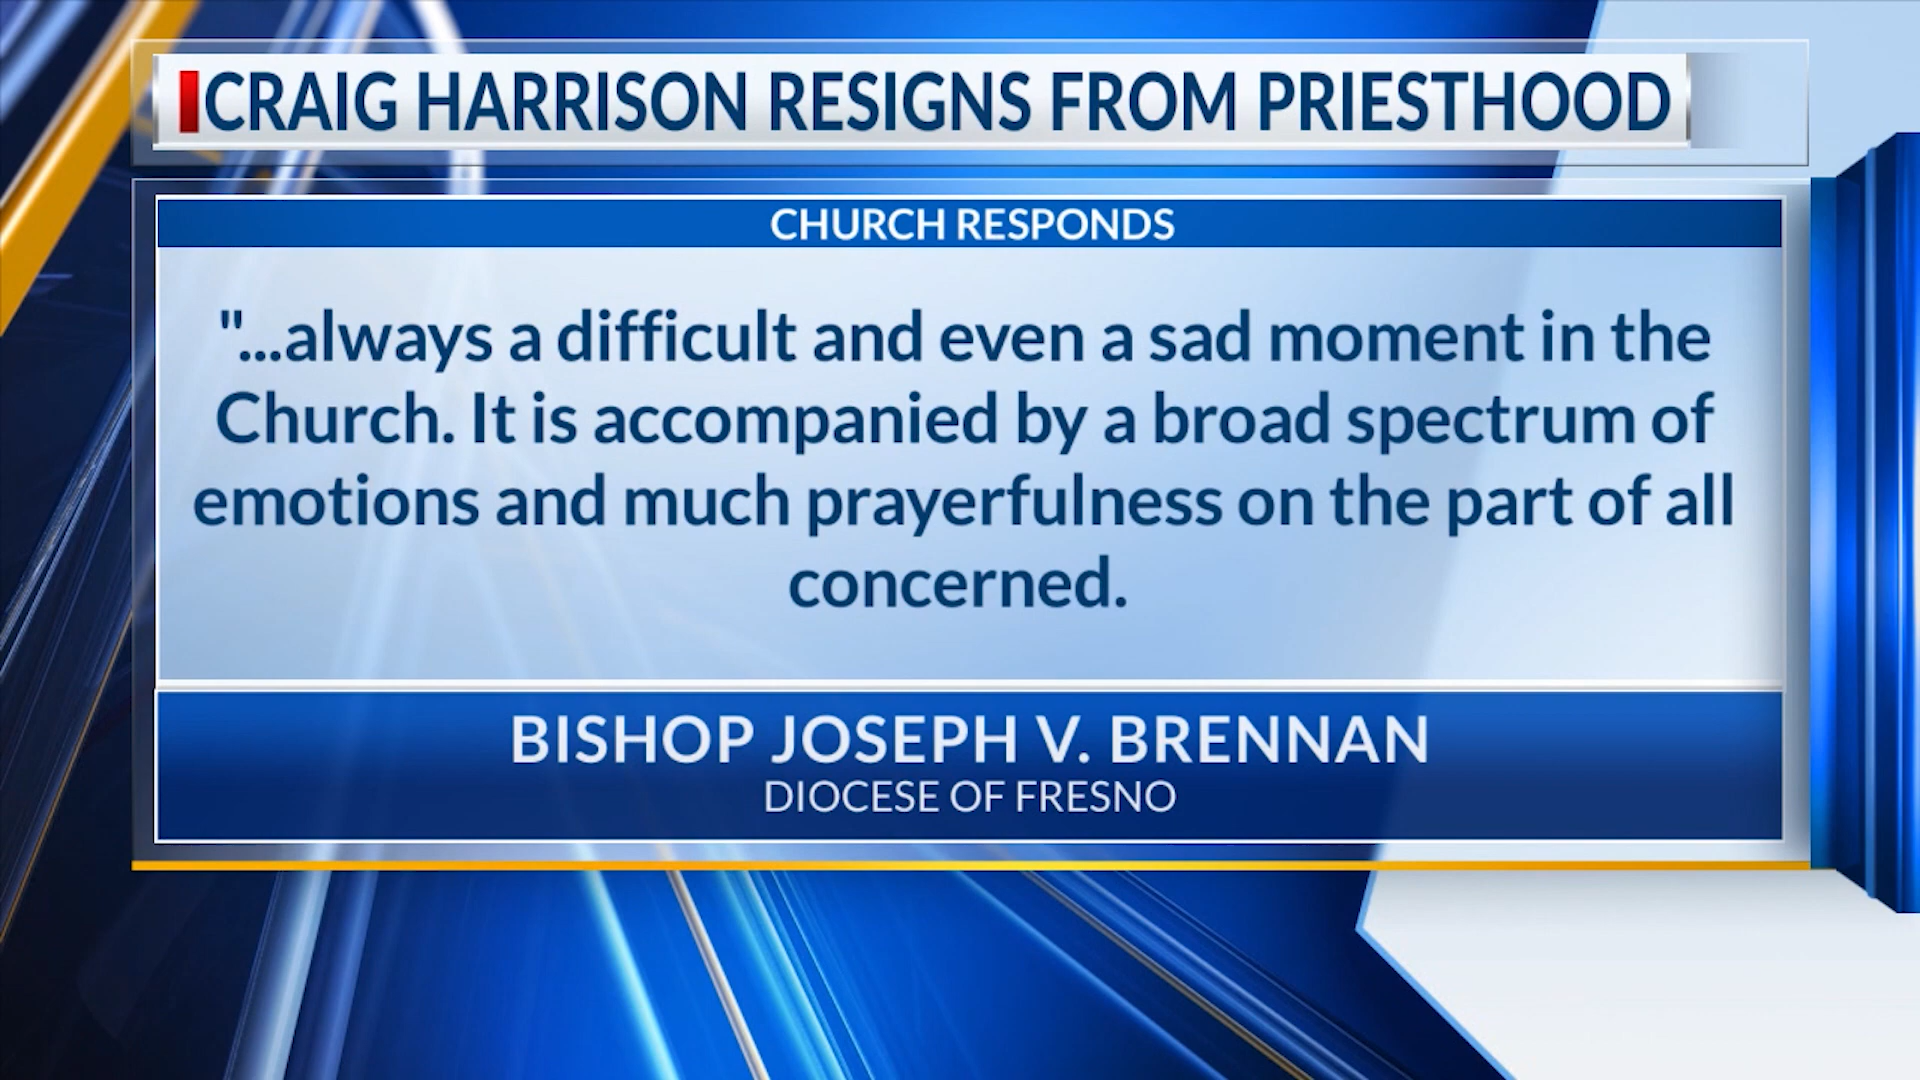 CRAIG HARRISON RESIGNS FROM PRIESTHOOD
CHURCH RESPONDS
"...always a difficult and even a sad moment in the
Church. It is accompanied by a broad spectrum of
emotions and much prayerfulness on the part of all
concerned.
BISHOP JOSEPH V. BRENNAN
DIOCESE OF FRESNO